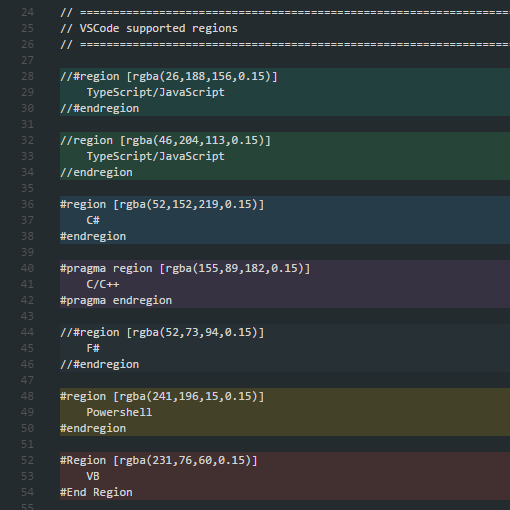 24 // =================================================================
25 // VSCode supported regions
26 // =================================================================
27
28 //#region [rgba(26,188,156,0.15)]
29     TypeScript/JavaScript
30 //#endregion
31
32 //region [rgba(46,204,113,0.15)]
33     TypeScript/JavaScript
34 //endregion
35
36 #region [rgba(52,152,219,0.15)]
37     C#
38 #endregion
39
40 #pragma region [rgba(155,89,182,0.15)]
41     C/C++
42 #pragma endregion
43
44 //#region [rgba(52,73,94,0.15)]
45     F#
46 //#endregion
47
48 #region [rgba(241,196,15,0.15)]
49     Powershell
50 #endregion
51
52 #Region [rgba(231,76,60,0.15)]
53     VB
54 #End Region
55